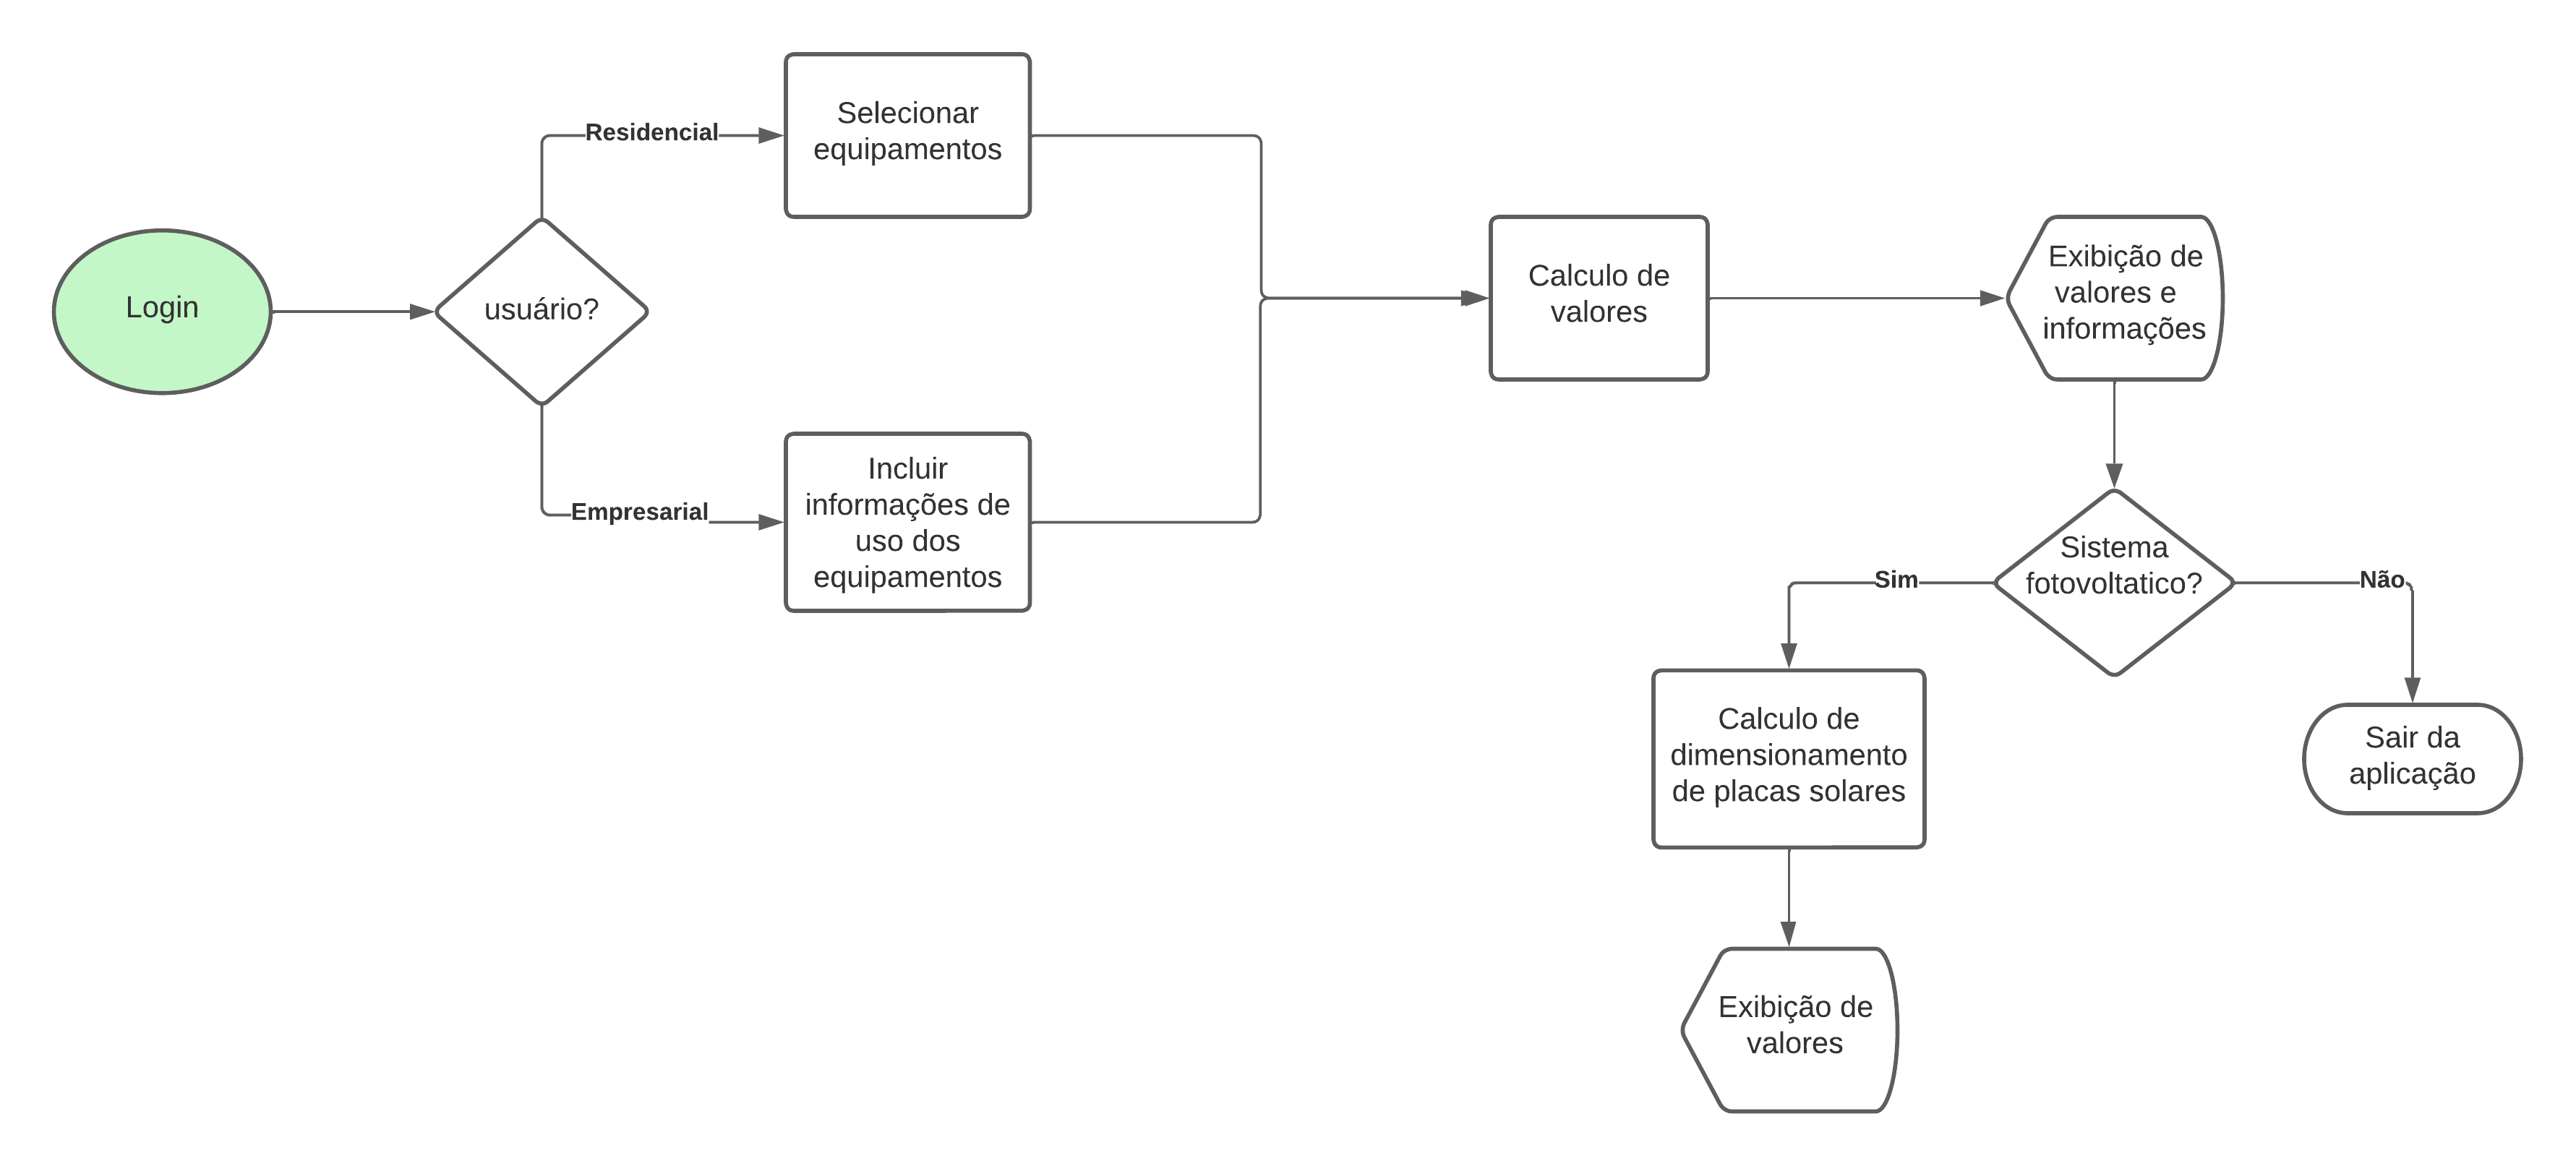 Login
usuário?
Residencial
Selecionar
equipamentos
Empresarial
Incluir
informações de
uso dos
equipamentos
Calculo de
valores
Exibição de
valores e
informações
Sistema
fotovoltatico?
Sim
Não
Calculo de
dimensionamento
de placas solares
Sair da
aplicação
Exibição de
valores